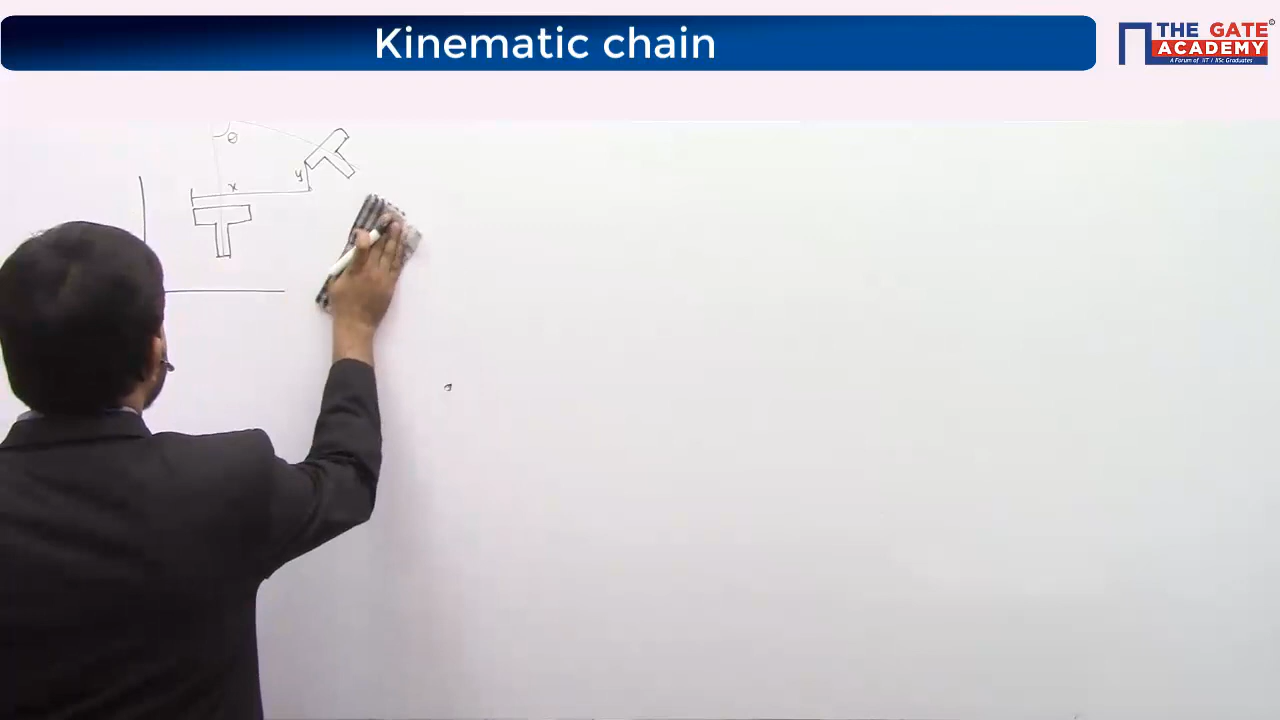 Kinematic chain
THE GATE
ACADEMY
A Forum of IIT / IISc Graduates
θ
y
x